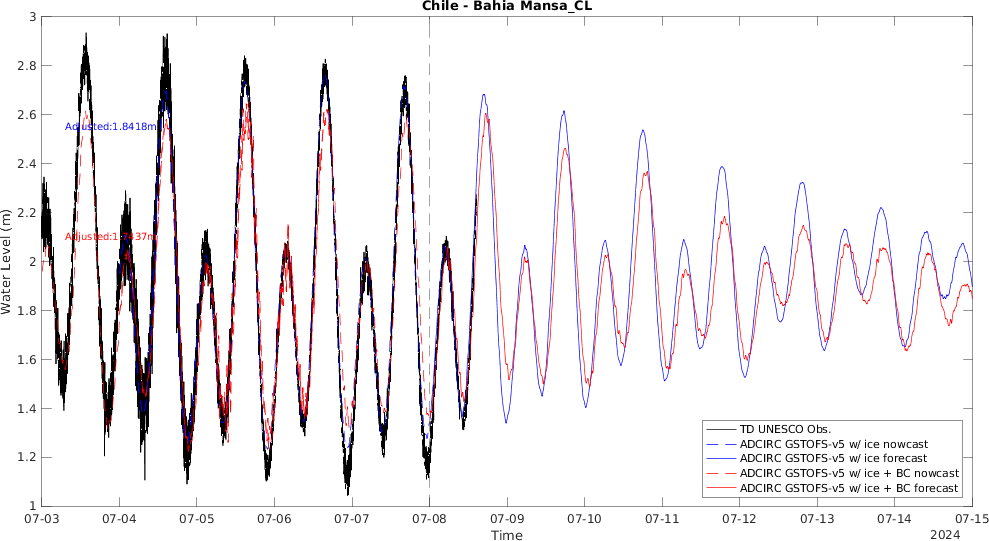 Chile - Bahia Mansa_CL
Water Level (m)
3
2.8
2.6
2.4
2.2
2
1.8
1.6
1.4
1.2
1
Adjusted:1.8418m
07-03
07-04
07-05
07-06
07-07
07-08
07-09
07-10
07-11
07-12
07-13
07-14
07-15
Time
2024
TD UNESCO Obs.
ADCIRC GSTOFS-v5 w/ ice nowcast
ADCIRC GSTOFS-v5 w/ ice forecast
ADCIRC GSTOFS-v5 w/ ice + BC nowcast
ADCIRC GSTOFS-v5 w/ ice + BC forecast